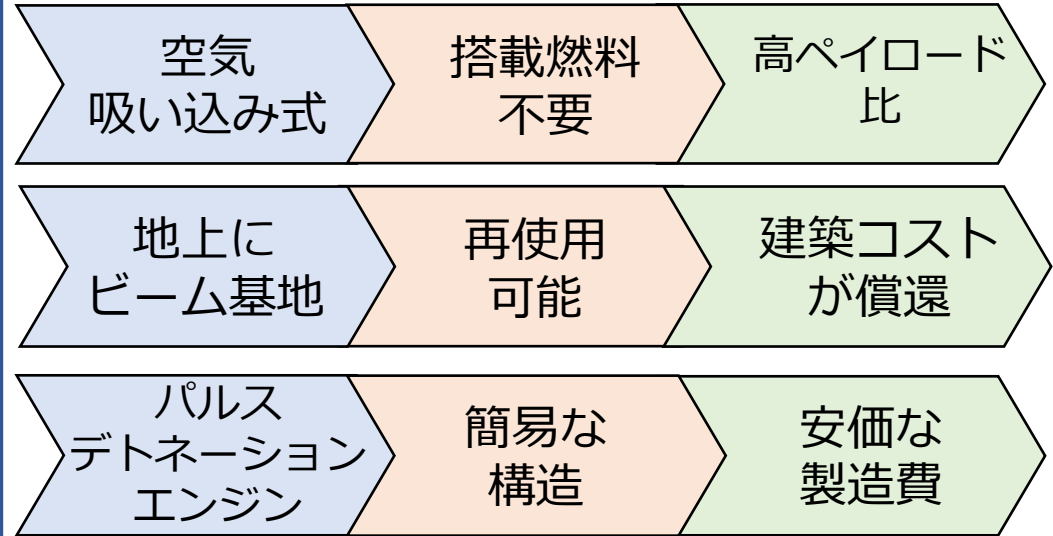 空気
吸い込み式
搭載燃料
不要
高ペイロード
比
地上に
ビーム基地
再使用
可能
建築コスト
が償還
パルス
デトネーション
エンジン
簡易な
構造
安価な
製造費